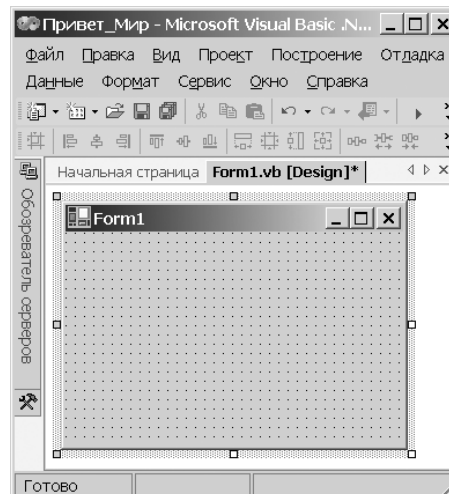 Привет_Мир - Microsoft Visual Basic .N...
Файл Правка Вид Проект Построение Отладка
Данные Формат Сервис Окно Справка
Начальная страница Form1.vb [Design]*
Обозреватель серверов
Form1
Готово